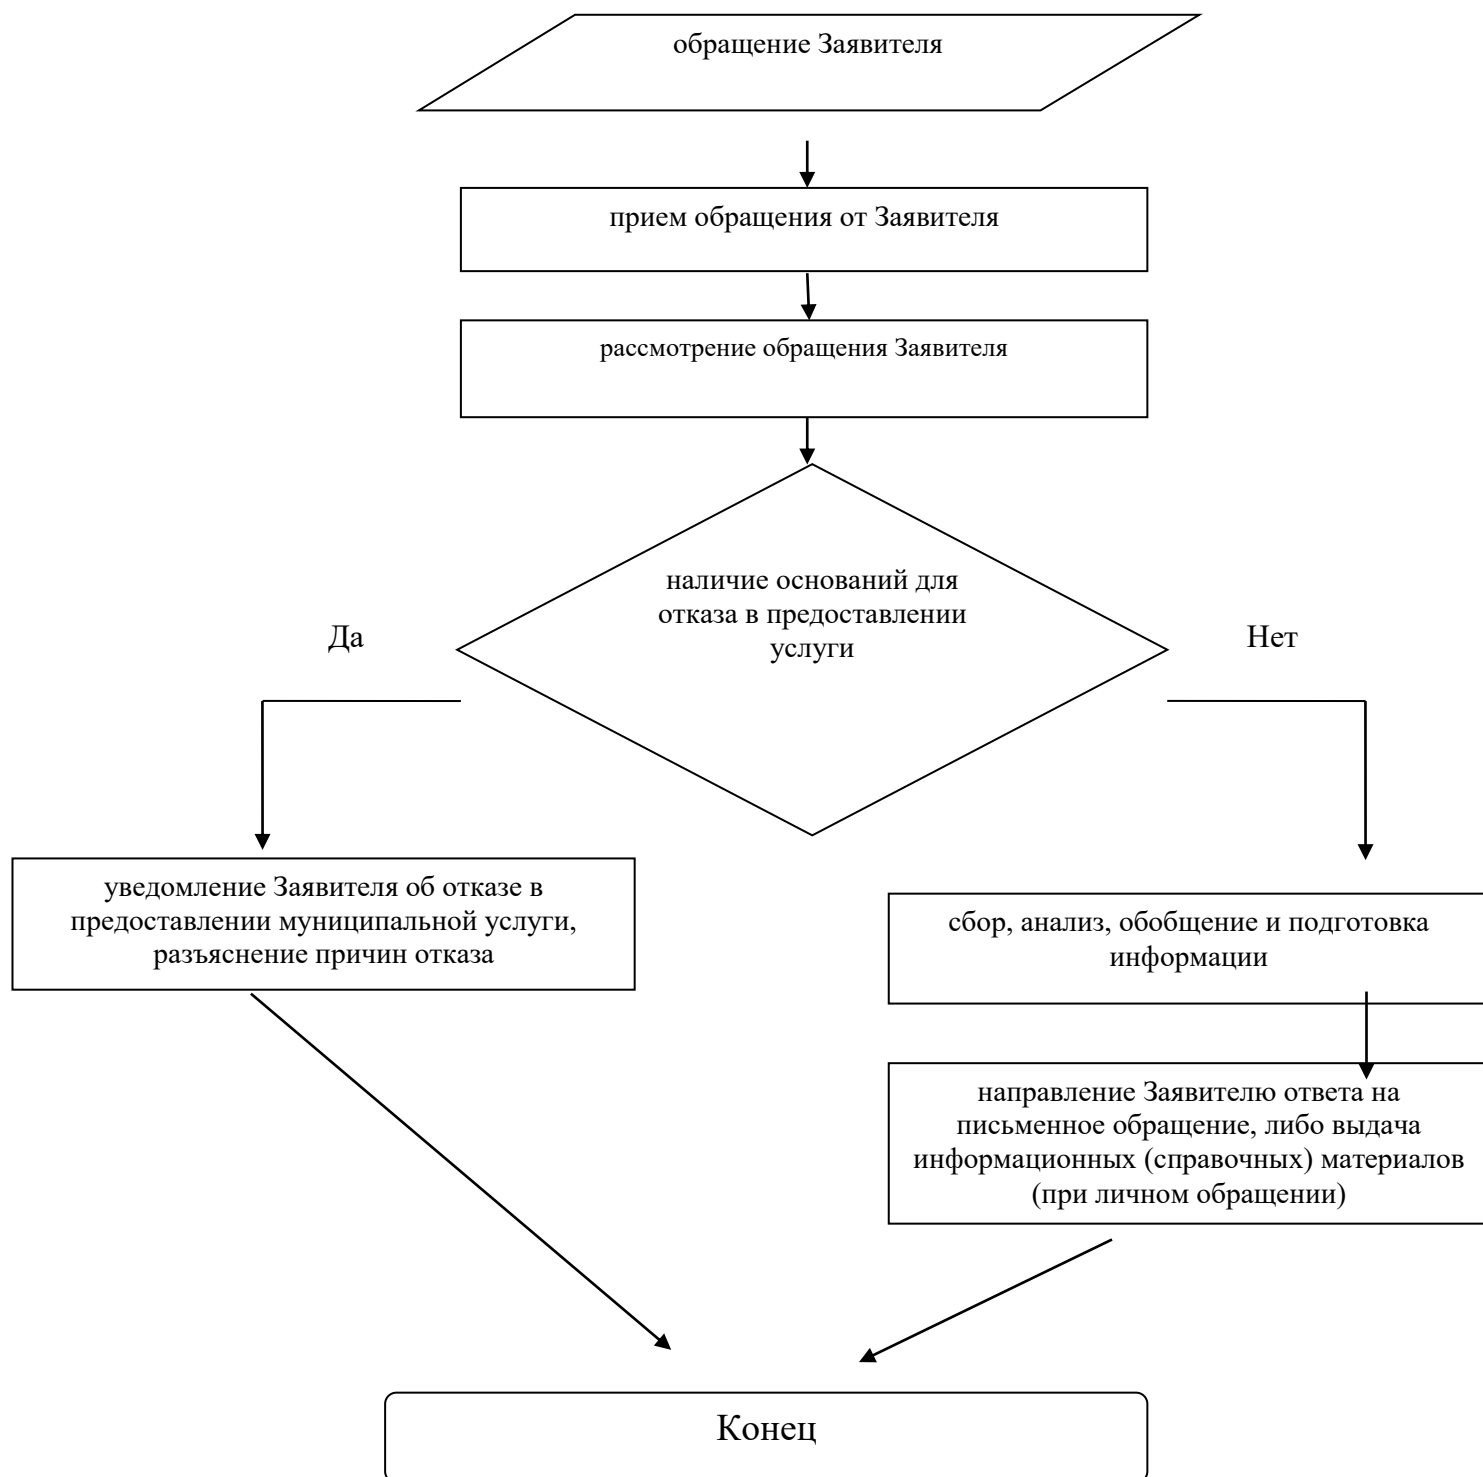 обращение Заявителя
прием обращения от Заявителя
рассмотрение обращения Заявителя
наличие оснований для
отказа в предоставлении
услуги
Да
Нет
уведомление Заявителя об отказе в
предоставлении муниципальной услуги,
разъяснение причин отказа
сбор, анализ, обобщение и подготовка
информации
направление Заявителю ответа на
письменное обращение, либо выдача
информационных (справочных) материалов
(при личном обращении)
Конец